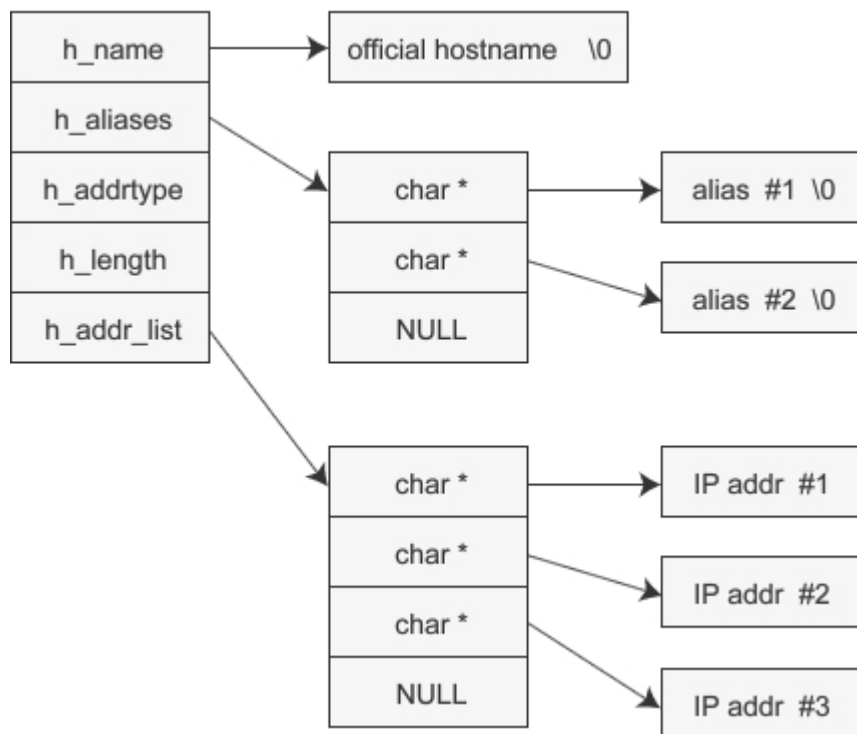 h_name
official hostname \0
h_aliases
h_addrtype
h_length
h_addr_list
char *
alias #1 \0
char *
alias #2 \0
NULL
char *
IP addr #1
char *
IP addr #2
char *
IP addr #3
NULL